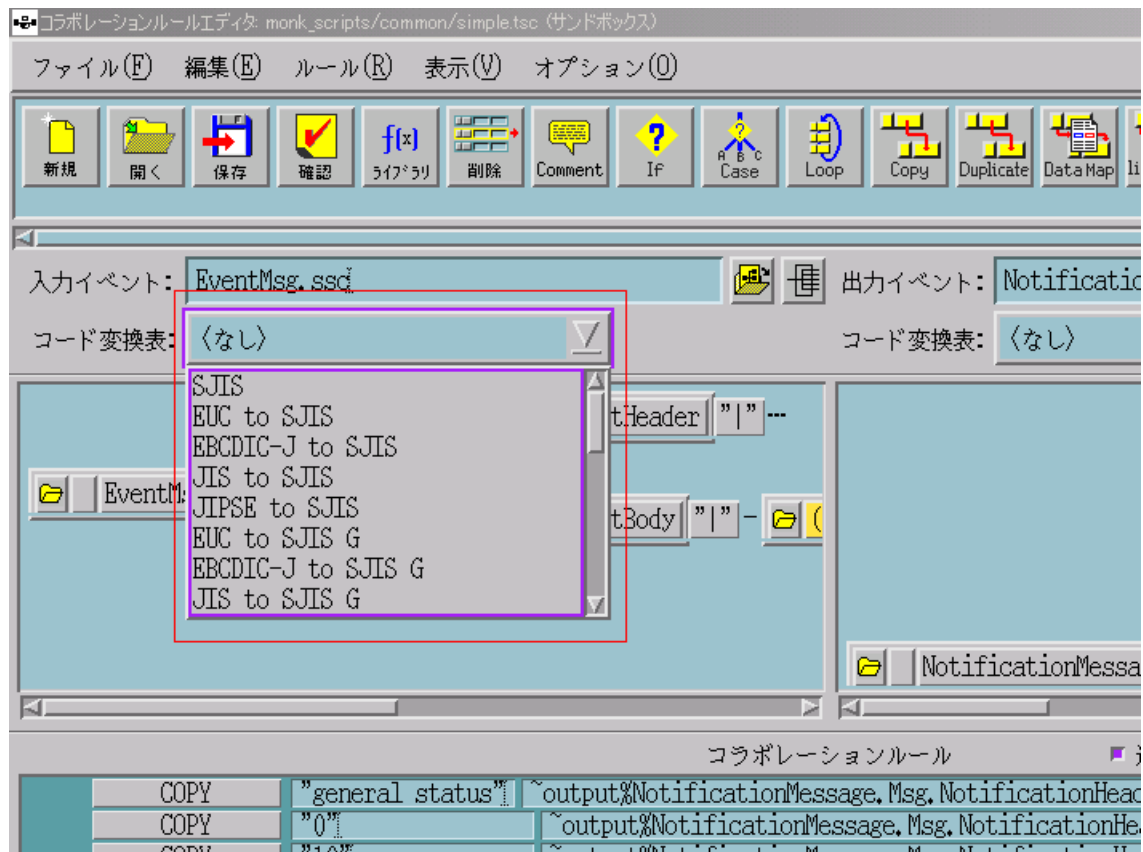 コラボレーションルールエディタ: monk_scripts/common/simple.tsc (サンドボックス)
ファイル(F) 編集(E) ルール(R) 表示(V) オプション(O)
新規 開く 保存 確認 f(x) ライブラリ 削除 Comment ? If ? A B C Case Loop Copy Duplicate Data Map li
入力イベント: EventMsg.ssc 出力イベント: Notificatio
コード変換表: 〈なし〉 コード変換表: 〈なし〉
SJIS
EUC to SJIS
EBCDIC-J to SJIS
JIS to SJIS
JIPSE to SJIS
EUC to SJIS G
EBCDIC-J to SJIS G
JIS to SJIS G
tHeader "|"
EventM
tBody "|" (
NotificationMessa
コラボレーションルール
COPY "general status" ~output%NotificationMessage.Msg.NotificationHead
COPY "0" ~output%NotificationMessage.Msg.NotificationHe